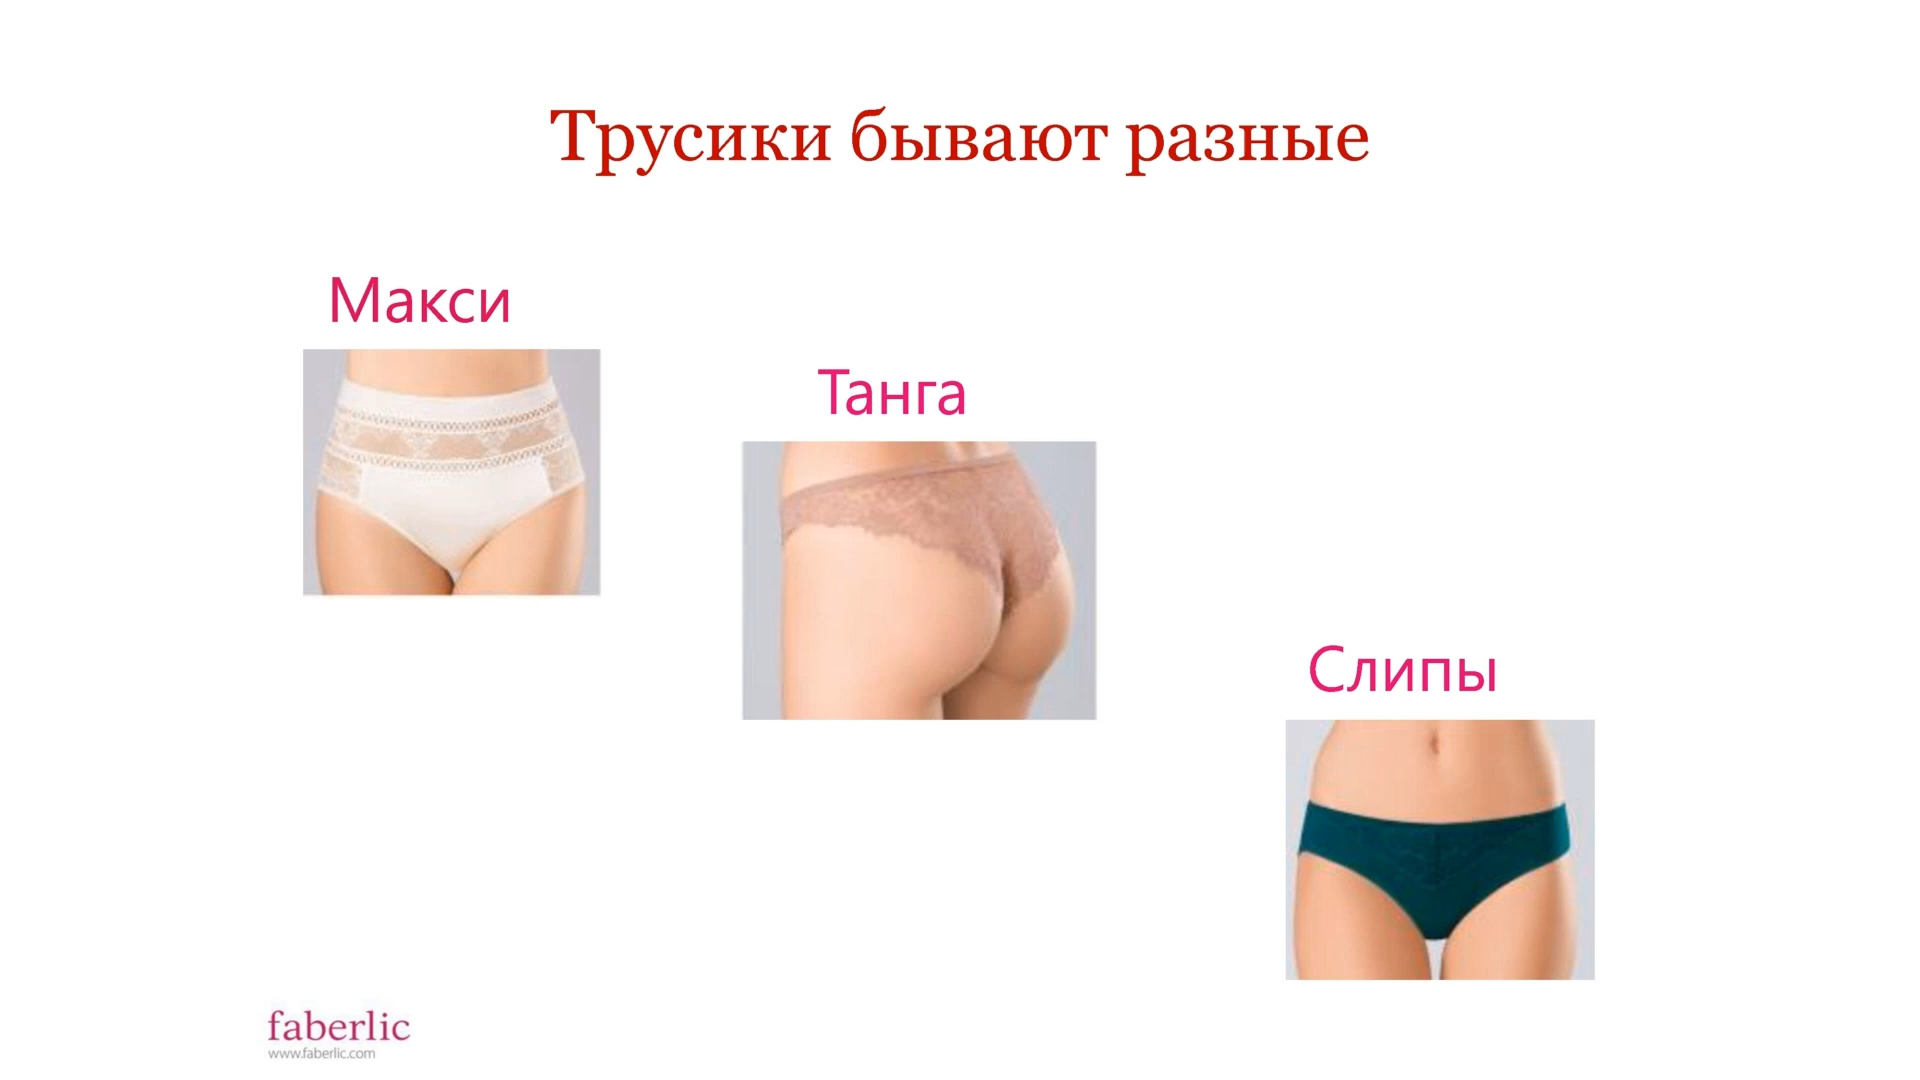 Трусики бывают разные
Макси
Танга
Слипы
faberlic
www.faberlic.com